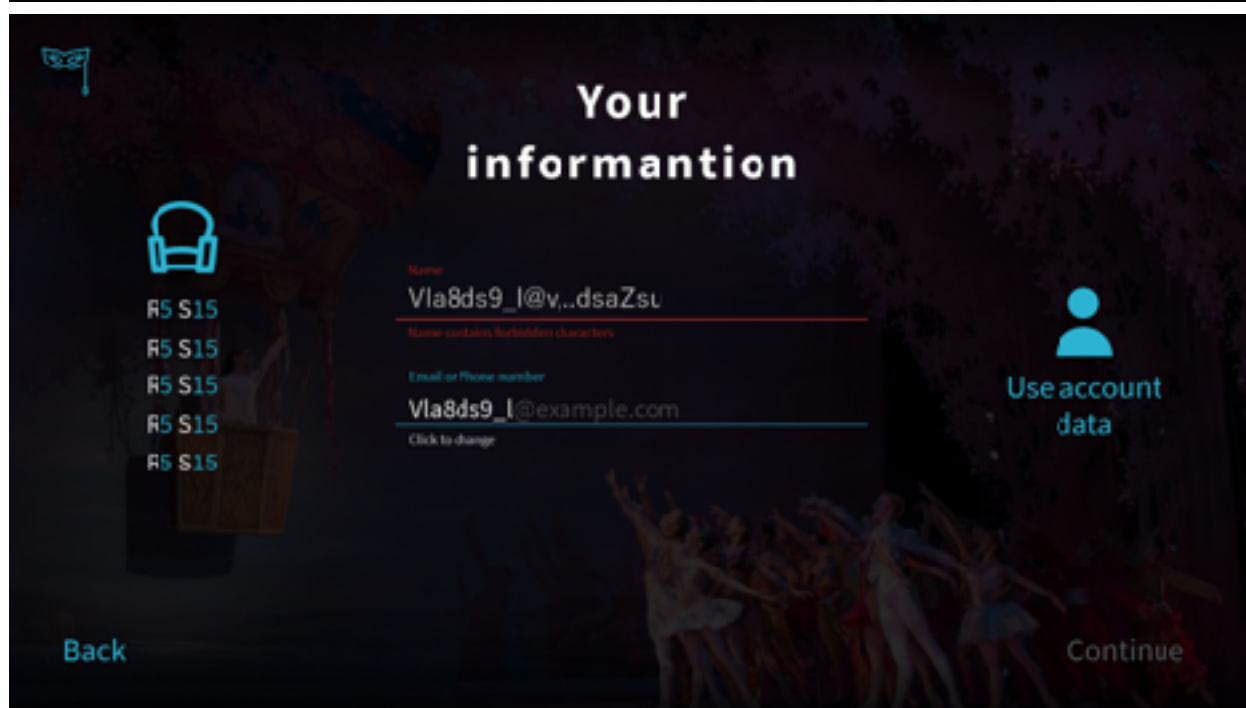 Your
informantion
R5 S15
R5 S15
R5 S15
R5 S15
R5 S15
Name
Vla8ds9_l@v,..dsaZsu
Name contains forbidden characters
Email or Phone number
Vla8ds9_l@example.com
Click to change
Use account
data
Back
Continue